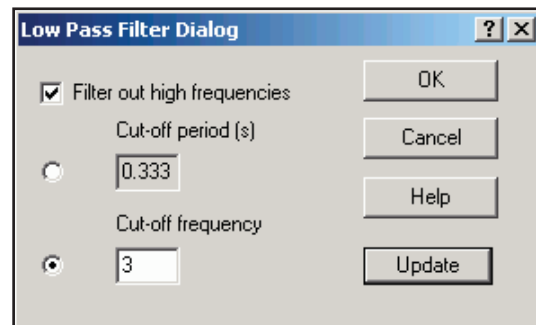 Low Pass Filter Dialog
Filter out high frequencies
Cut-off period (s)
0.333
Cut-off frequency
3
OK
Cancel
Help
Update